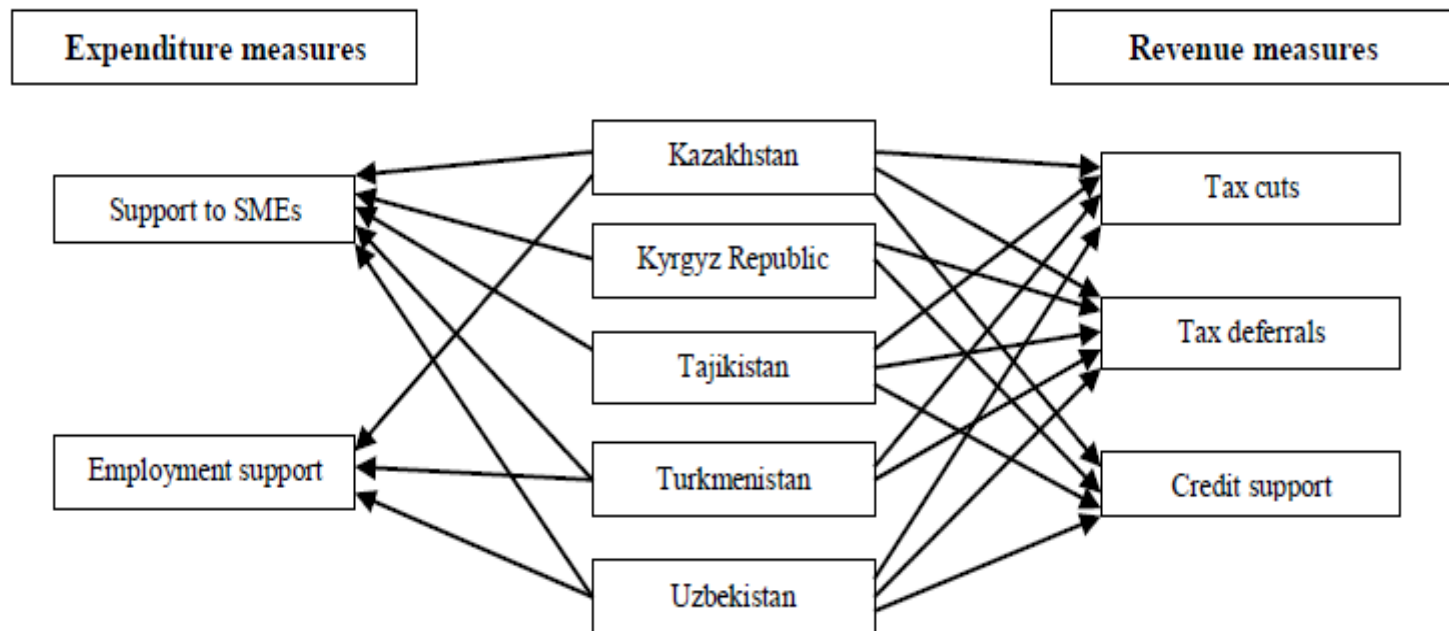 Expenditure measures
Revenue measures
Kazakhstan
Tax cuts
Support to SMEs
Kyrgyz Republic
Tax deferrals
Tajikistan
Employment support
Turkmenistan
Credit support
Uzbekistan